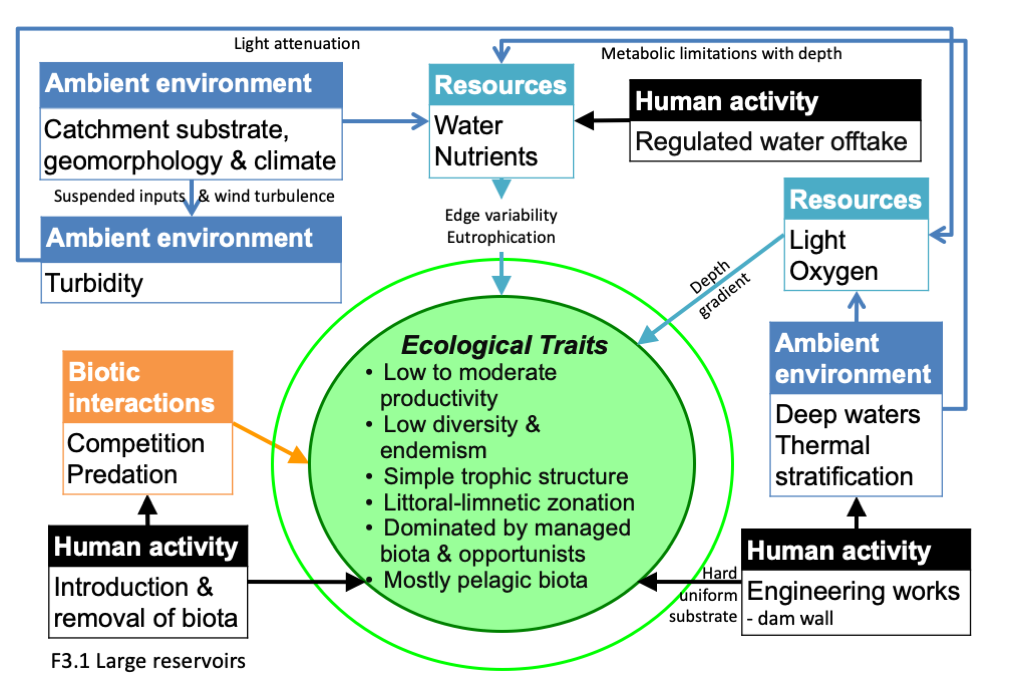 Light attenuation
Metabolic limitations with depth
Ambient environment
Catchment substrate,
geomorphology & climate
Resources
Water
Nutrients
Human activity
Regulated water offtake
Suspended inputs & wind turbulence
Ambient environment
Turbidity
Edge variability
Eutrophication
Resources
Light
Oxygen
Depth
gradient
Ecological Traits
• Low to moderate
productivity
• Low diversity &
endemism
• Simple trophic structure
• Littoral-limnetic zonation
• Dominated by managed
biota & opportunists
• Mostly pelagic biota
Biotic
interactions
Competition
Predation
Ambient
environment
Deep waters
Thermal
stratification
Human activity
Introduction &
removal of biota
Hard
uniform
substrate
Human activity
Engineering works
- dam wall
F3.1 Large reservoirs